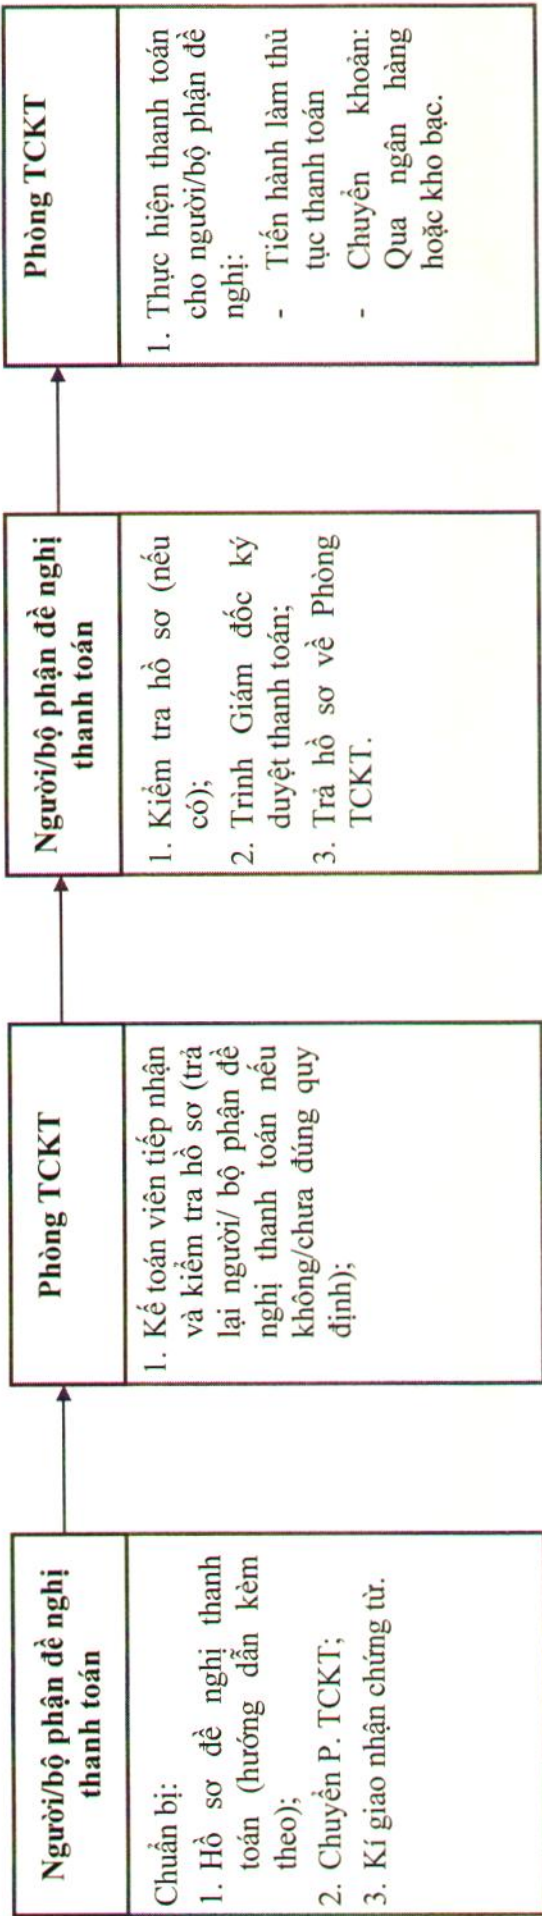 Người/bộ phận đề nghị
thanh toán
Chuẩn bị:
1. Hồ sơ đề nghị thanh
toán (hướng dẫn kèm
theo);
2. Chuyển P. TCKT;
3. Kí giao nhận chứng từ.
Phòng TCKT
1. Kế toán viên tiếp nhận
và kiểm tra hồ sơ (trả
lại người/ bộ phận đề
nghị thanh toán nếu
không/chưa đúng quy
định);
Người/bộ phận đề nghị
thanh toán
1. Kiểm tra hồ sơ (nếu
có);
2. Trình Giám đốc ký
duyệt thanh toán;
3. Trả hồ sơ về Phòng
TCKT.
Phòng TCKT
1. Thực hiện thanh toán
cho người/bộ phận đề
nghị:
- Tiến hành làm thủ
tục thanh toán
- Chuyển khoản:
Qua ngân hàng
hoặc kho bạc.